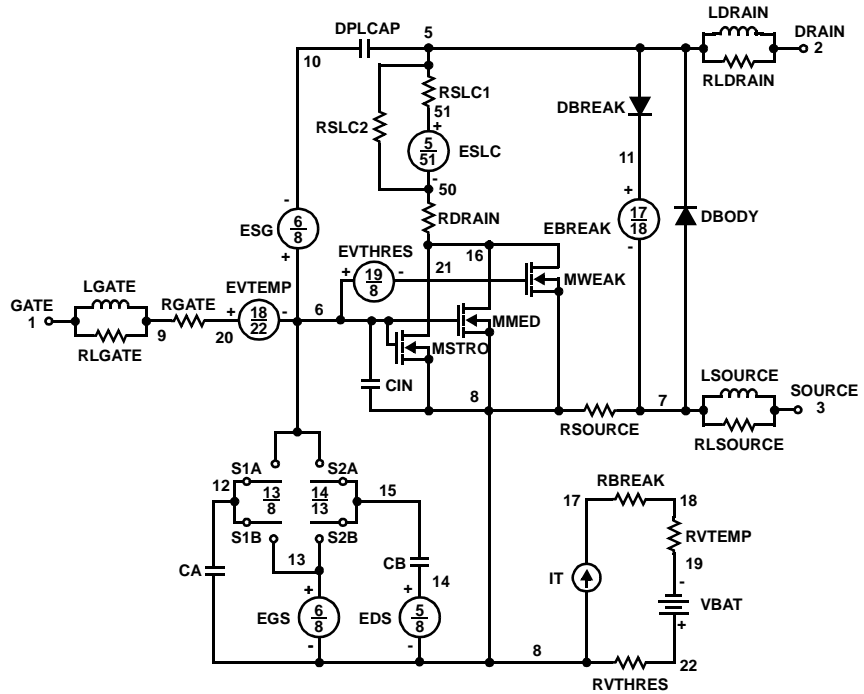 LDRAIN
DPLCAP 5 DRAIN
10 2
RLDRAIN
RSLC1
51 DBREAK
RSLC2 +
5
51 ESLC
11
-
50
- +
ESG 6
8 RDRAIN EBREAK 17
18 DBODY
+ -
EVTHRES 16
+ 19
8 - 21 MWEAK
LGATE EVTEMP
GATE RGATE + 18
22 - 6
1 9 20 MMED
RLGATE MSTRO
CIN LSOURCE
8 7 SOURCE
3
RSOURCE RLSOURCE
S1A S2A
12 13
8 14
13 15 RBREAK
17 18
S1B S2B RVTEMP
13 CB 19
CA 14 IT -
+ + VBAT
EGS 6
8 EDS 5
8 +
- - 8 22
RVTHRES